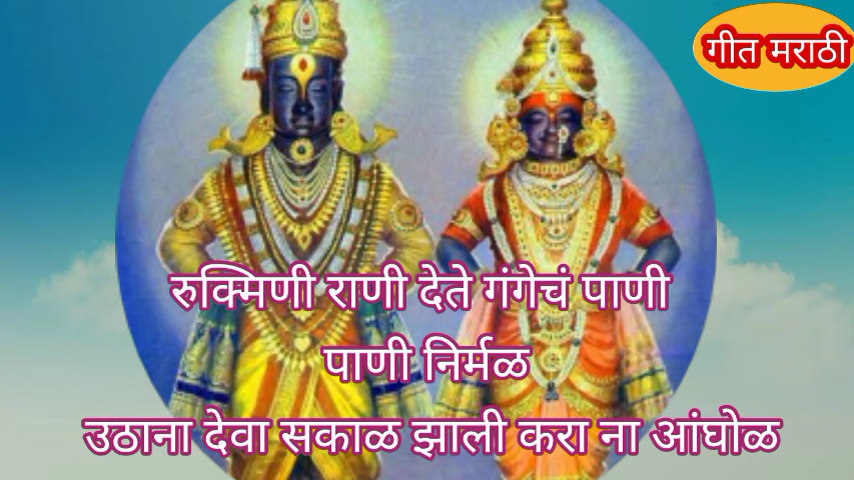 गीत मराठी
रुक्मिणी राणी देते गंगेचं पाणी
पाणी निर्मळ
उठाना देवा सकाळ झाली करा ना आंघोळ